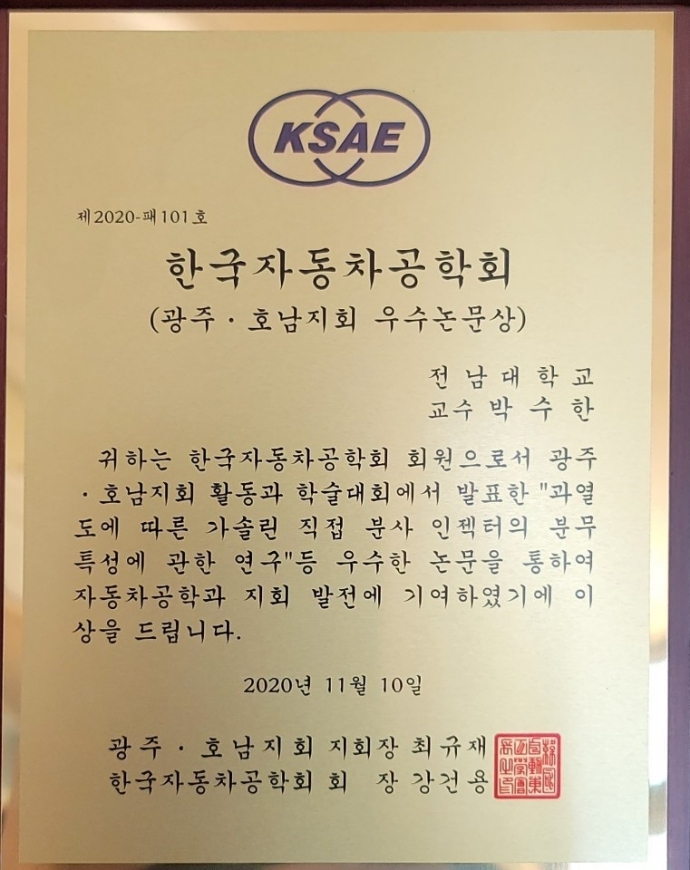 KSAE
제2020-패101호
한국자동차공학회
(광주 · 호남지회 우수논문상)
전남대학교
교수 박수한
귀하는 한국자동차공학회 회원으로서 광주
· 호남지회 활동과 학술대회에서 발표한 "과열
도에 따른 가솔린 직접 분사 인젝터의 분무
특성에 관한 연구"등 우수한 논문을 통하여
자동차공학과 지회 발전에 기여하였기에 이
상을 드립니다.
2020년 11월 10일
광주 · 호남지회 지회장 최규재
한국자동차공학회 회 장 강건용